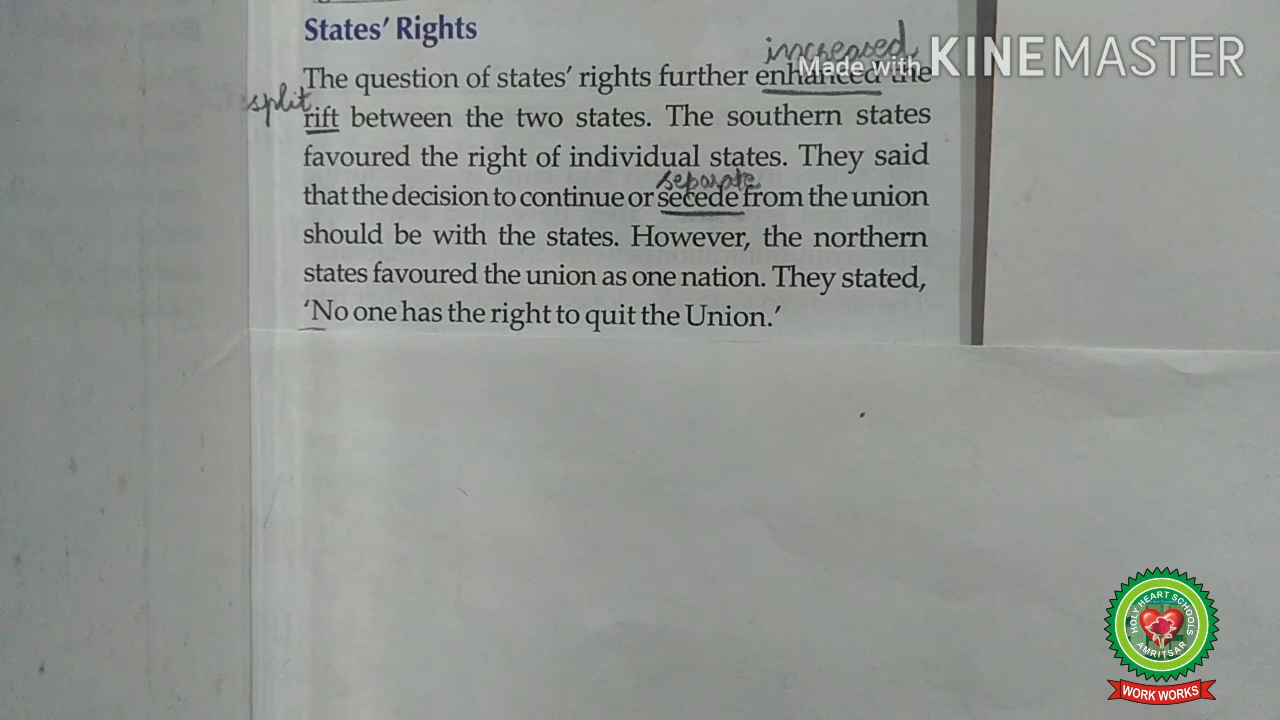 States' Rights
increased
Made with KINEMASTER
The question of states' rights further enhanced the
split
rift between the two states. The southern states
favoured the right of individual states. They said
separate
that the decision to continue or secede from the union
should be with the states. However, the northern
states favoured the union as one nation. They stated,
'No one has the right to quit the Union.'
HOLY HEART SCHOOLS
AMRITSAR
WORK WORKS